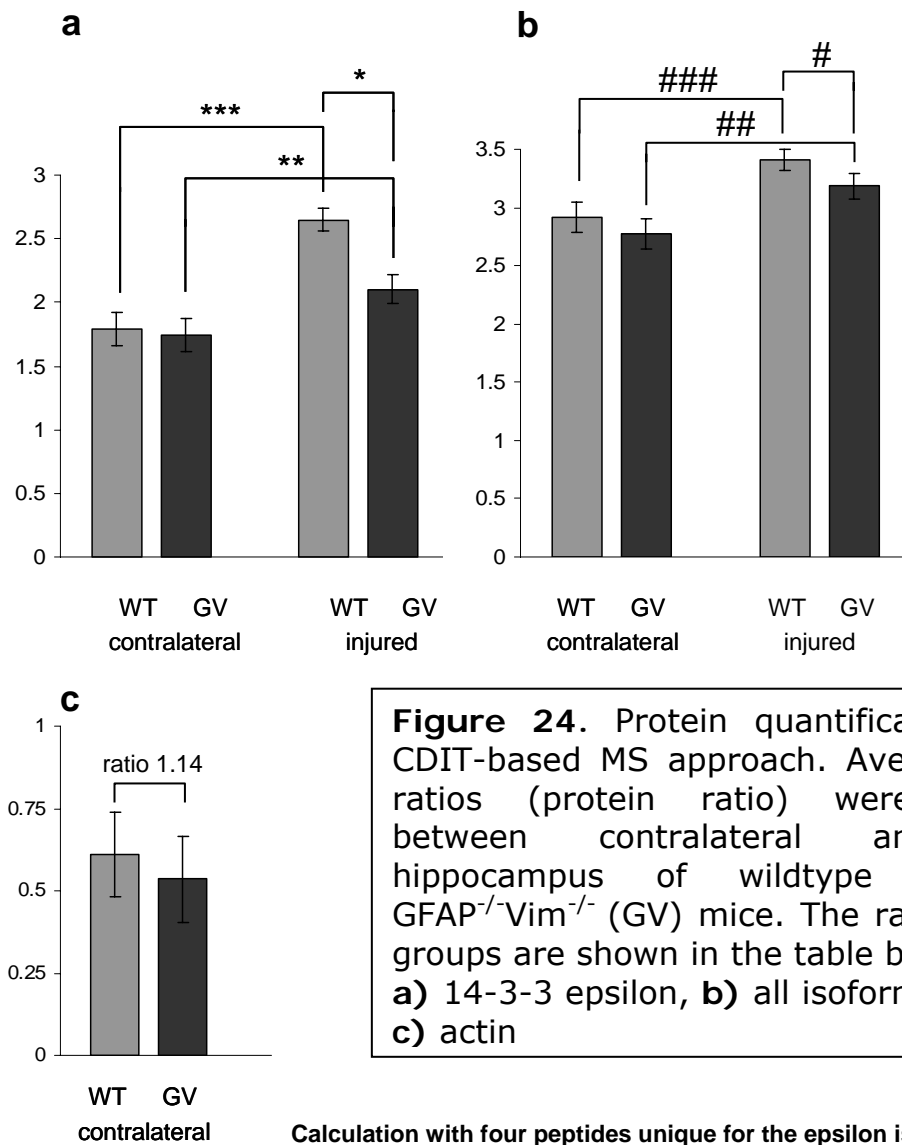 a
*
***
**
3
2.5
2
1.5
1
0.5
0
WT GV WT GV
contralateral injured
b
#
###
##
3.5
3
2.5
2
1.5
1
0.5
0
WT GV WT GV
contralateral injured
c
1
ratio 1.14
0.75
0.5
0.25
0
WT GV
contralateral
Figure 24. Protein quantifica
CDIT-based MS approach. Ave
ratios (protein ratio) were
between contralateral an
hippocampus of wildtype
GFAP-/-Vim-/- (GV) mice. The ra
groups are shown in the table b
a) 14-3-3 epsilon, b) all isoforn
c) actin
Calculation with four peptides unique for the epsilon is